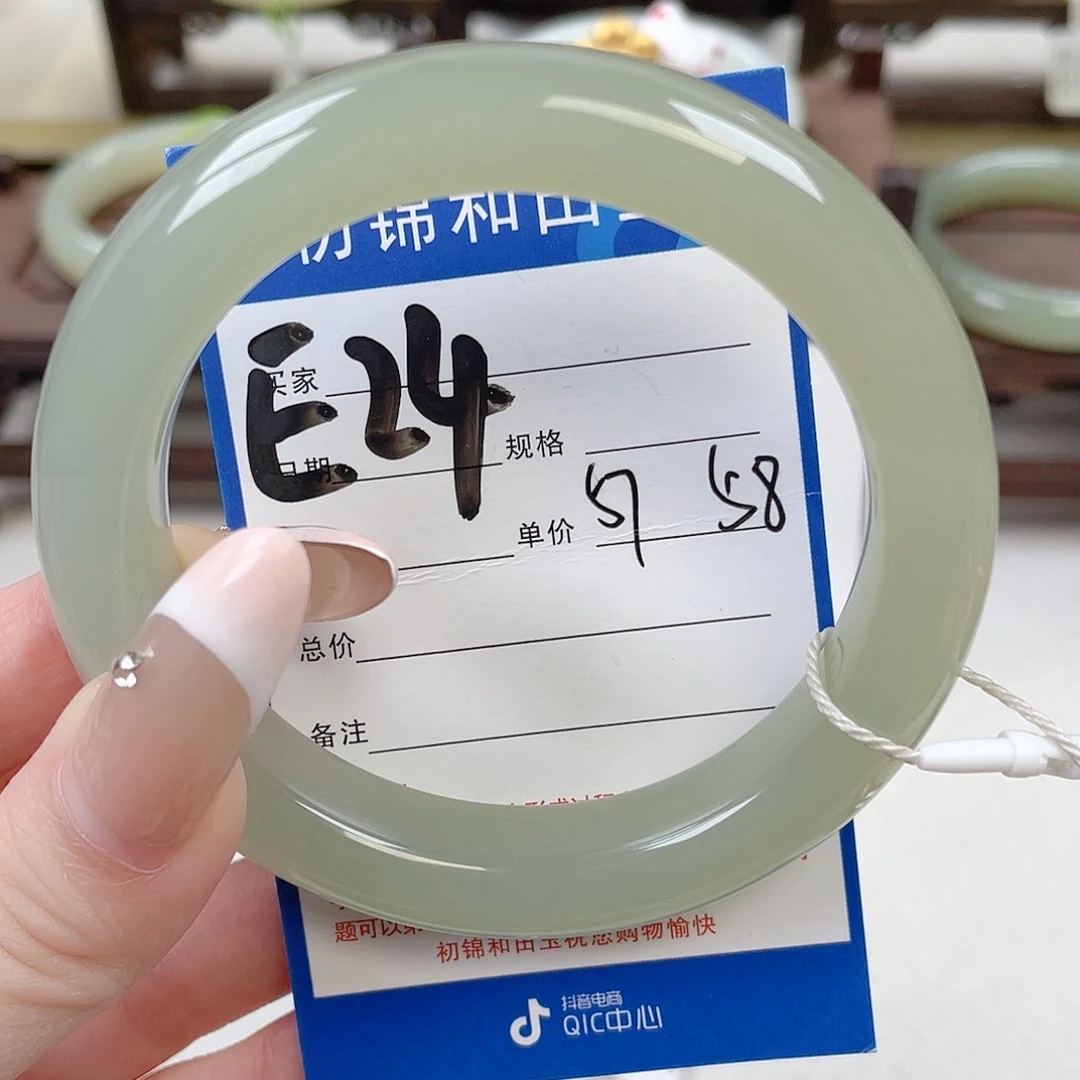 初锦和田玉
E24
买家
日期
规格
单价 57 58
总价
备注
题可以第
初锦和田玉祝您购物愉快
抖音电商
QIC中心